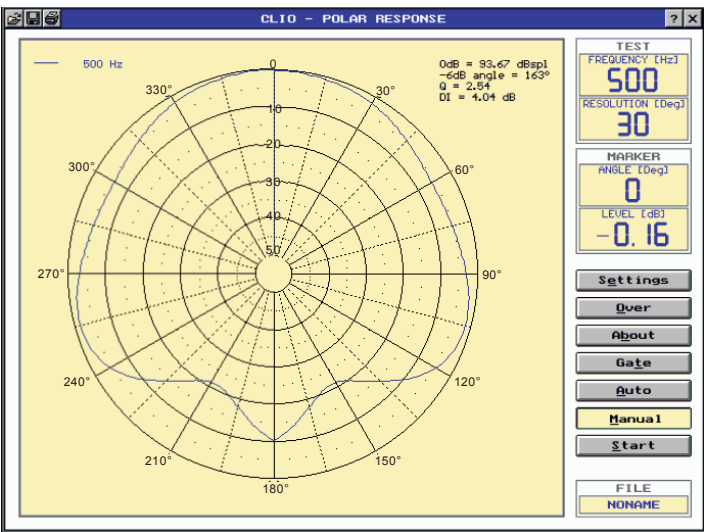 CLIO - POLAR RESPONSE
? ×
500 Hz
0dB = 93.67 dBspl
-6dB angle = 163°
Q = 2.54
DI = 4.04 dB
0
330°
30°
10
20
300°
60°
30
40
50
270°
90°
240°
120°
210°
150°
180°
TEST
FREQUENCY [Hz]
500
RESOLUTION [Deg]
30
MARKER
ANGLE [Deg]
0
LEVEL [dB]
-0.16
Settings
Over
About
Gate
Auto
Manual
Start
FILE
NONAME